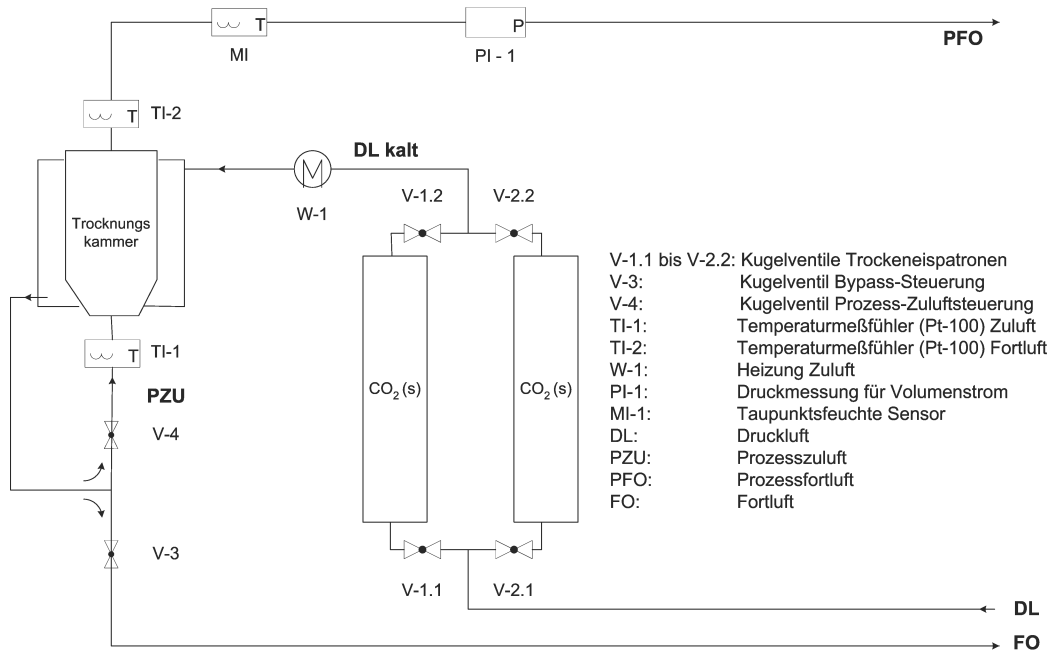 T
MI
P
PI - 1
PFO
T
TI-2
DL kalt
W-1
V-1.2
V-2.2
Trocknungs
kammer
T
TI-1
PZU
V-4
V-3
CO2 (s)
CO2 (s)
V-1.1
V-2.1
DL
FO
V-1.1 bis V-2.2: Kugelventile Trockeneispatronen
V-3: Kugelventil Bypass-Steuerung
V-4: Kugelventil Prozess-Zuluftsteuerung
TI-1: Temperaturmeßfühler (Pt-100) Zuluft
TI-2: Temperaturmeßfühler (Pt-100) Fortluft
W-1: Heizung Zuluft
PI-1: Druckmessung für Volumenstrom
MI-1: Taupunktsfeuchte Sensor
DL: Druckluft
PZU: Prozesszuluft
PFO: Prozessfortluft
FO: Fortluft